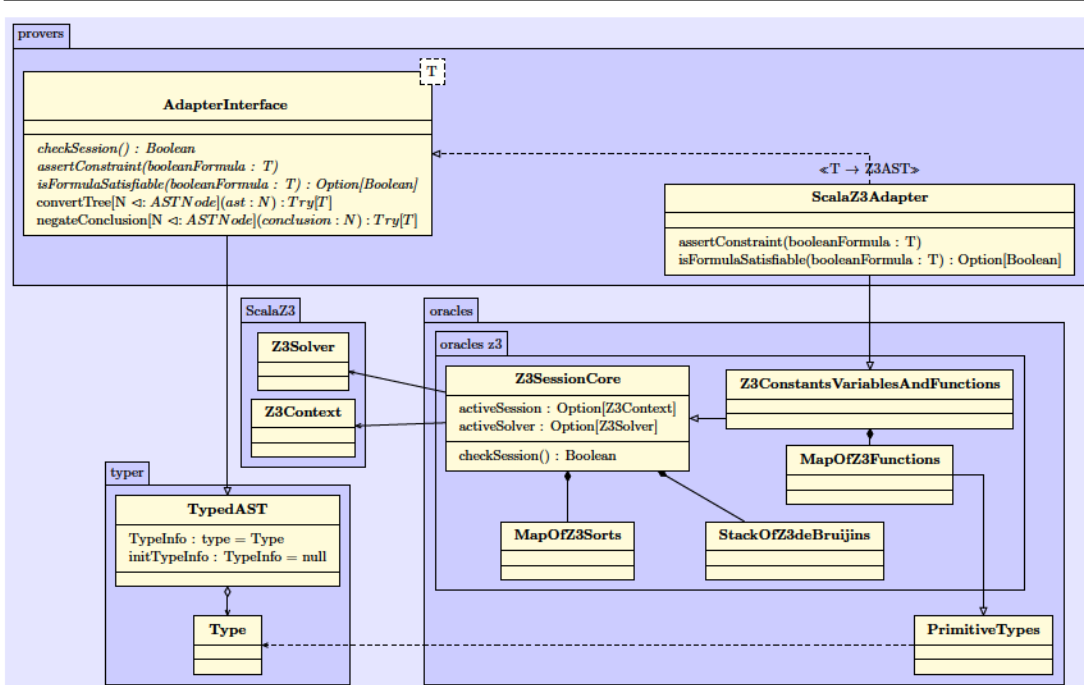 provers
T
AdapterInterface
checkSession() : Boolean
assertConstraint(booleanFormula : T)
isFormulaSatisfiable(booleanFormula : T) : Option[Boolean]
convertTree[N <: ASTNode](ast : N) : Try[T]
negateConclusion[N <: ASTNode](conclusion : N) : Try[T]
≪T → Z3AST≫
ScalaZ3Adapter
assertConstraint(booleanFormula : T)
isFormulaSatisfiable(booleanFormula : T) : Option[Boolean]
ScalaZ3
Z3Solver
Z3Context
oracles
oracles z3
Z3SessionCore
activeSession : Option[Z3Context]
activeSolver : Option[Z3Solver]
checkSession() : Boolean
Z3ConstantsVariablesAndFunctions
MapOfZ3Functions
MapOfZ3Sorts
StackOfZ3deBruijins
typer
TypedAST
TypeInfo : type = Type
initTypeInfo : TypeInfo = null
Type
PrimitiveTypes